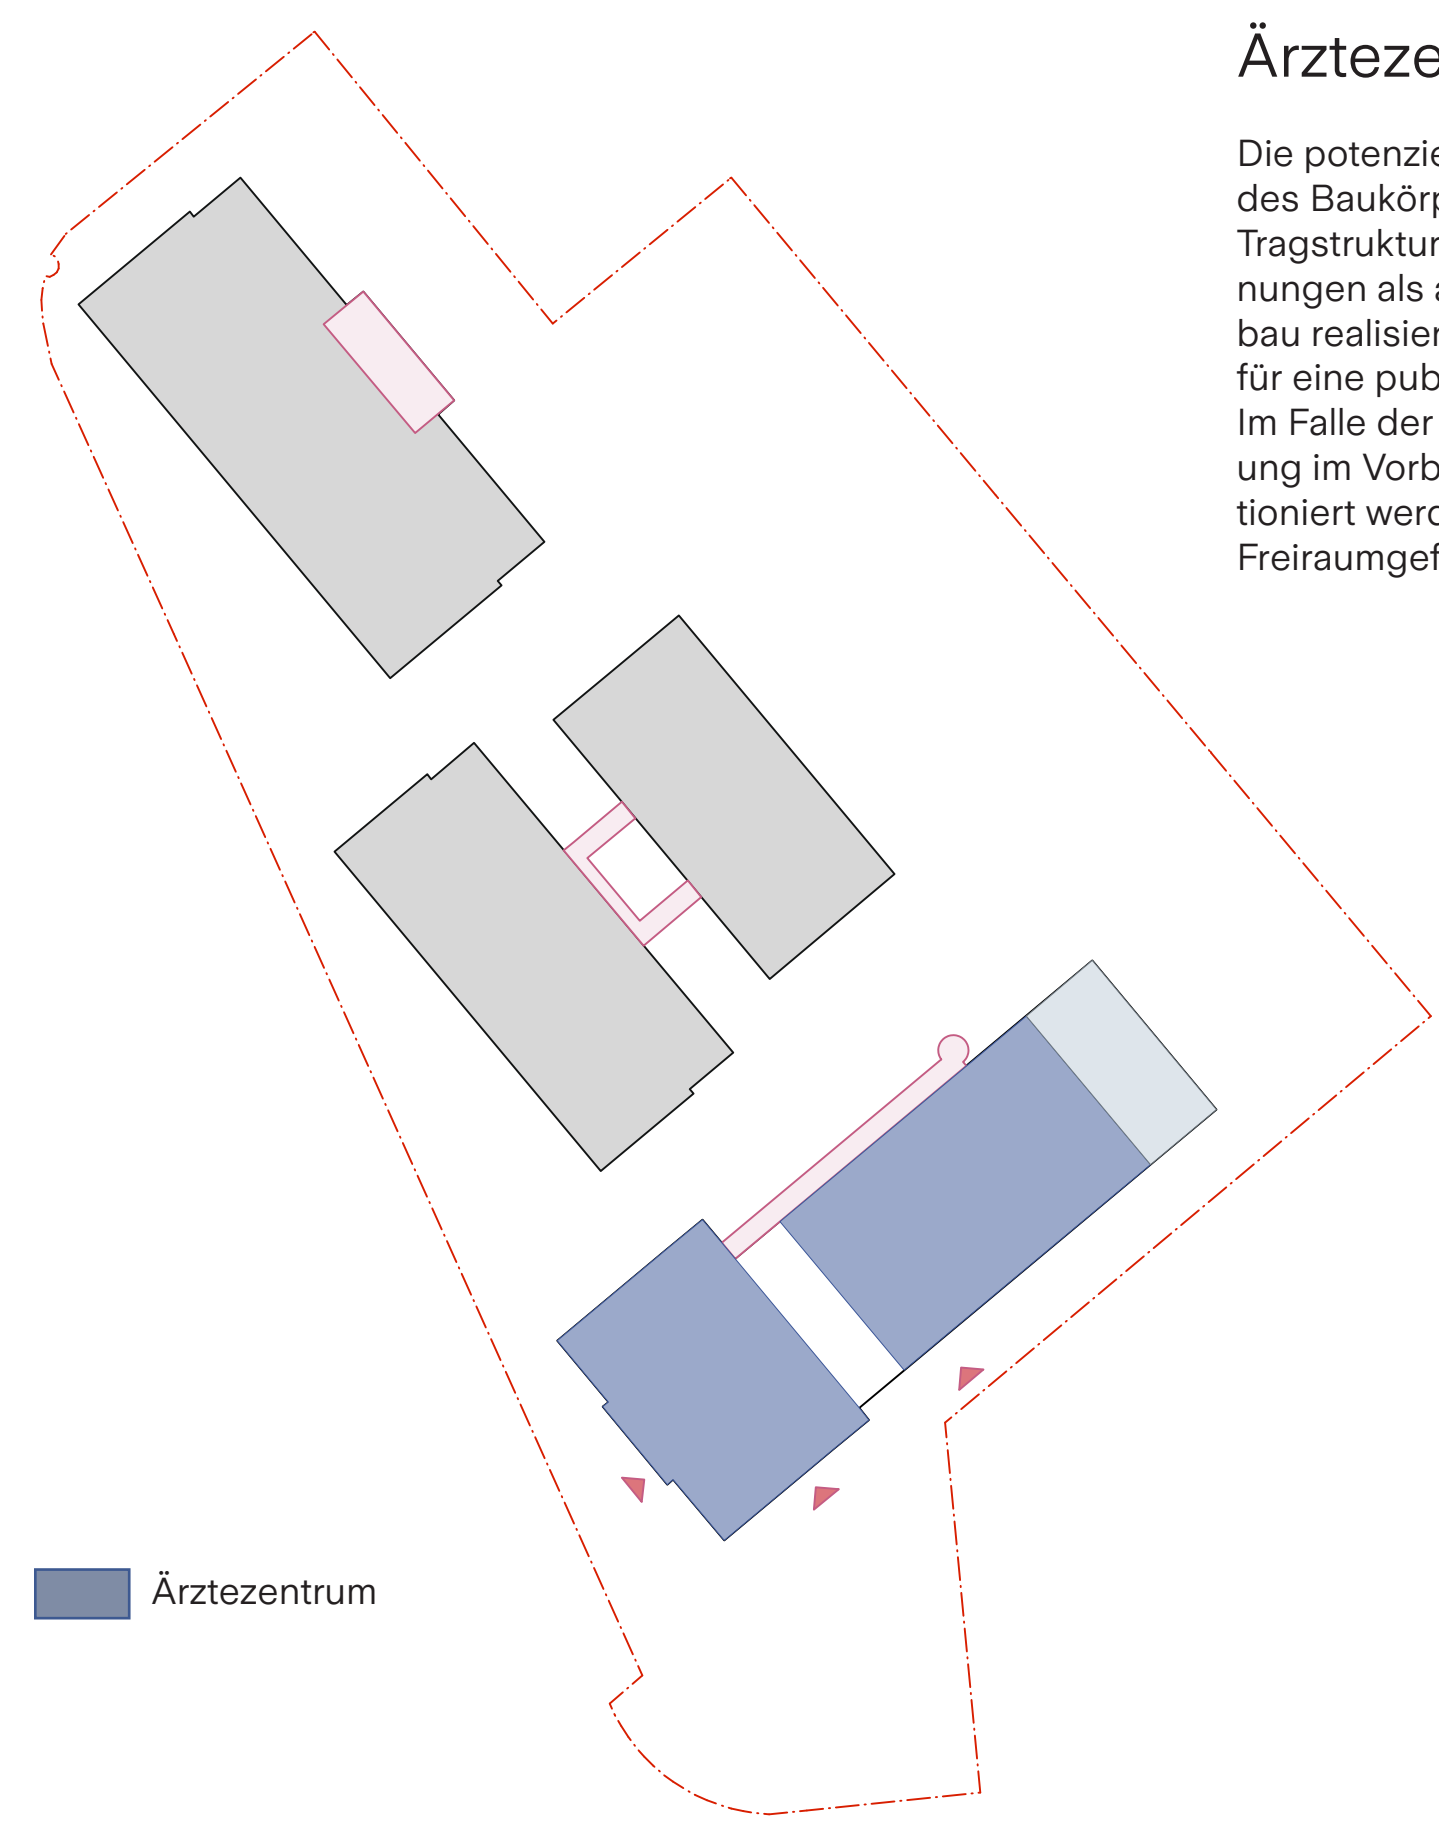 Ärzteze
Die potenzie
des Baukörp
Tragstruktur
nungen als a
bau realisier
für eine pub
Im Falle der
ung im Vorb
tioniert werd
Freiraumgef
Ärztezentrum